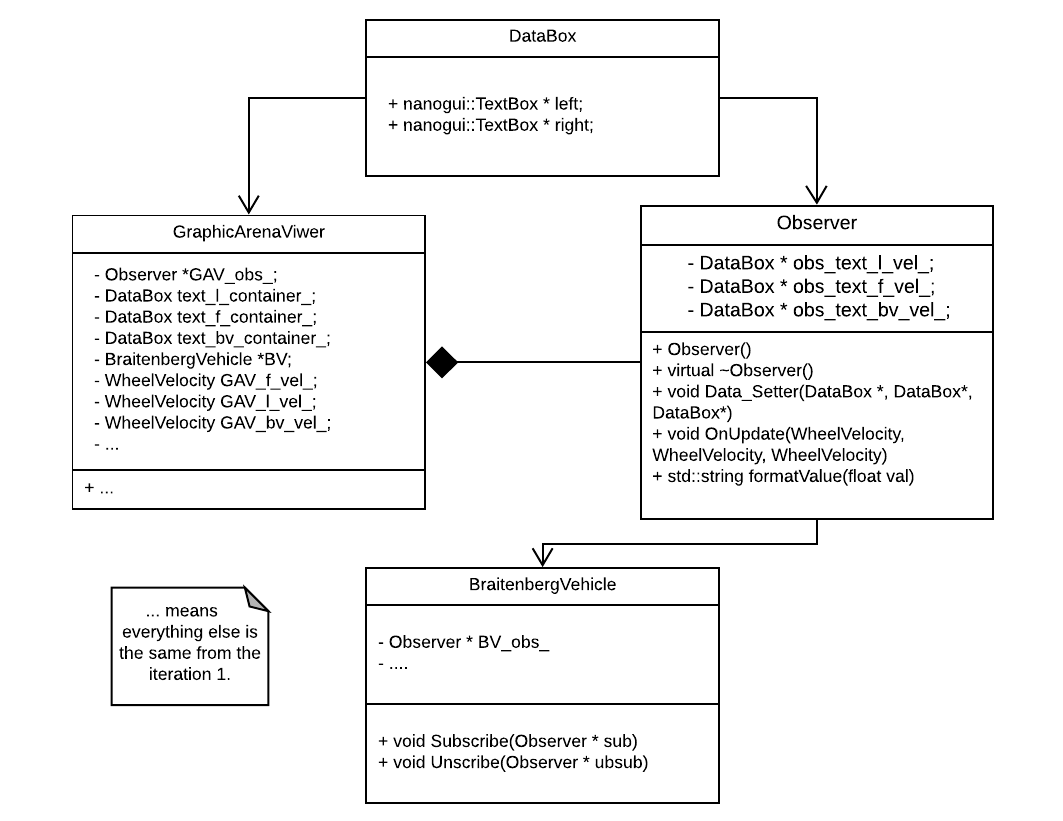 DataBox
+ nanogui::TextBox * left;
+ nanogui::TextBox * right;
GraphicArenaViwer
- Observer *GAV_obs_;
- DataBox text_l_container_;
- DataBox text_f_container_;
- DataBox text_bv_container_;
- BraitenbergVehicle *BV;
- WheelVelocity GAV_f_vel_;
- WheelVelocity GAV_l_vel_;
- WheelVelocity GAV_bv_vel_;
- ...
+ ...
Observer
- DataBox * obs_text_l_vel_;
- DataBox * obs_text_f_vel_;
- DataBox * obs_text_bv_vel_;
+ Observer()
+ virtual ~Observer()
+ void Data_Setter(DataBox *, DataBox*,
DataBox*)
+ void OnUpdate(WheelVelocity,
WheelVelocity, WheelVelocity)
+ std::string formatValue(float val)
BraitenbergVehicle
- Observer * BV_obs_
- ....
+ void Subscribe(Observer * sub)
+ void Unscribe(Observer * ubsub)
... means
everything else is
the same from the
iteration 1.